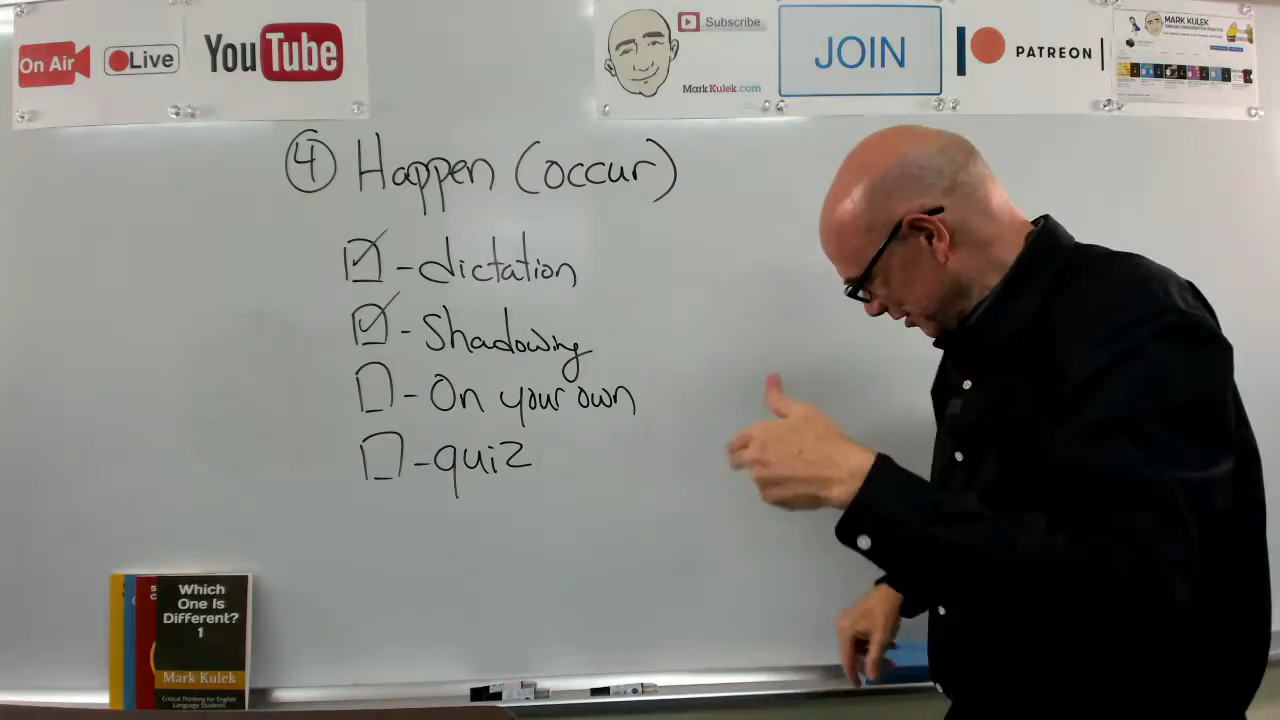 On Air
Live
YouTube
Subscribe
MarkKulek.com
JOIN
PATREON
MARK KULEK
④ Happen (occur)
- dictation
- Shadowing
- On your own
- quiz
Which
One Is
Different?
1
Mark Kulek
Critical Thinking for English
Language Students